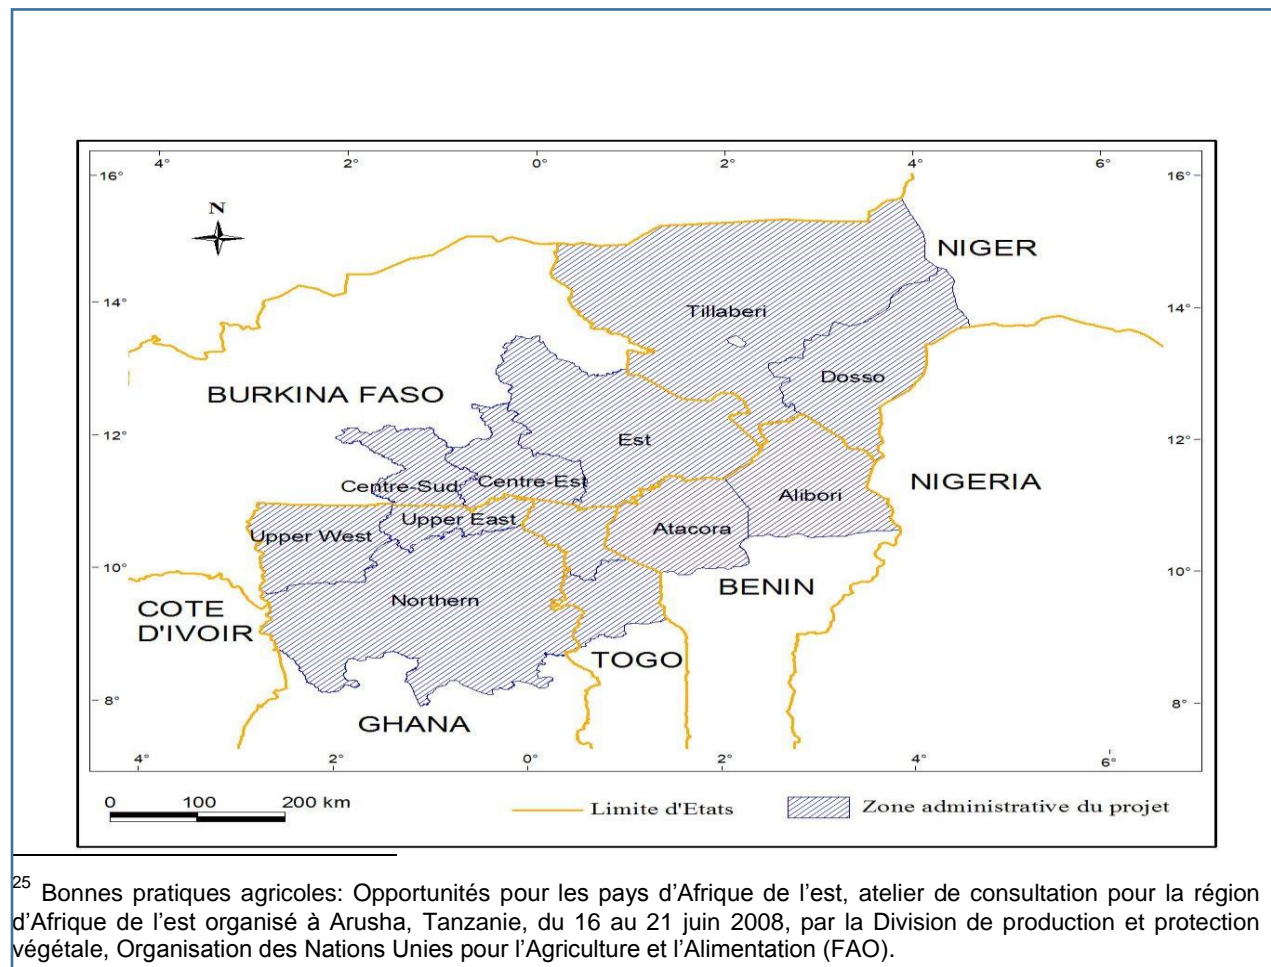 4° 2° 0° 2° 4° 6°
16° 16°
N
NIGER
14° 14°
Tillaberi
Dosso
BURKINA FASO
12° Est 12°
Centre-Sud Centre-Est NIGERIA
Alibori
Upper East
Upper West Atacora
10° 10°
BENIN
Northern
COTE
D'IVOIR
TOGO
8° 8°
GHANA
4° 2° 0° 2° 4° 6°
0 100 200 km
Limite d'Etats Zone administrative du projet
25 Bonnes pratiques agricoles: Opportunités pour les pays d’Afrique de l’est, atelier de consultation pour la région
d’Afrique de l’est organisé à Arusha, Tanzanie, du 16 au 21 juin 2008, par la Division de production et protection
végétale, Organisation des Nations Unies pour l’Agriculture et l’Alimentation (FAO).